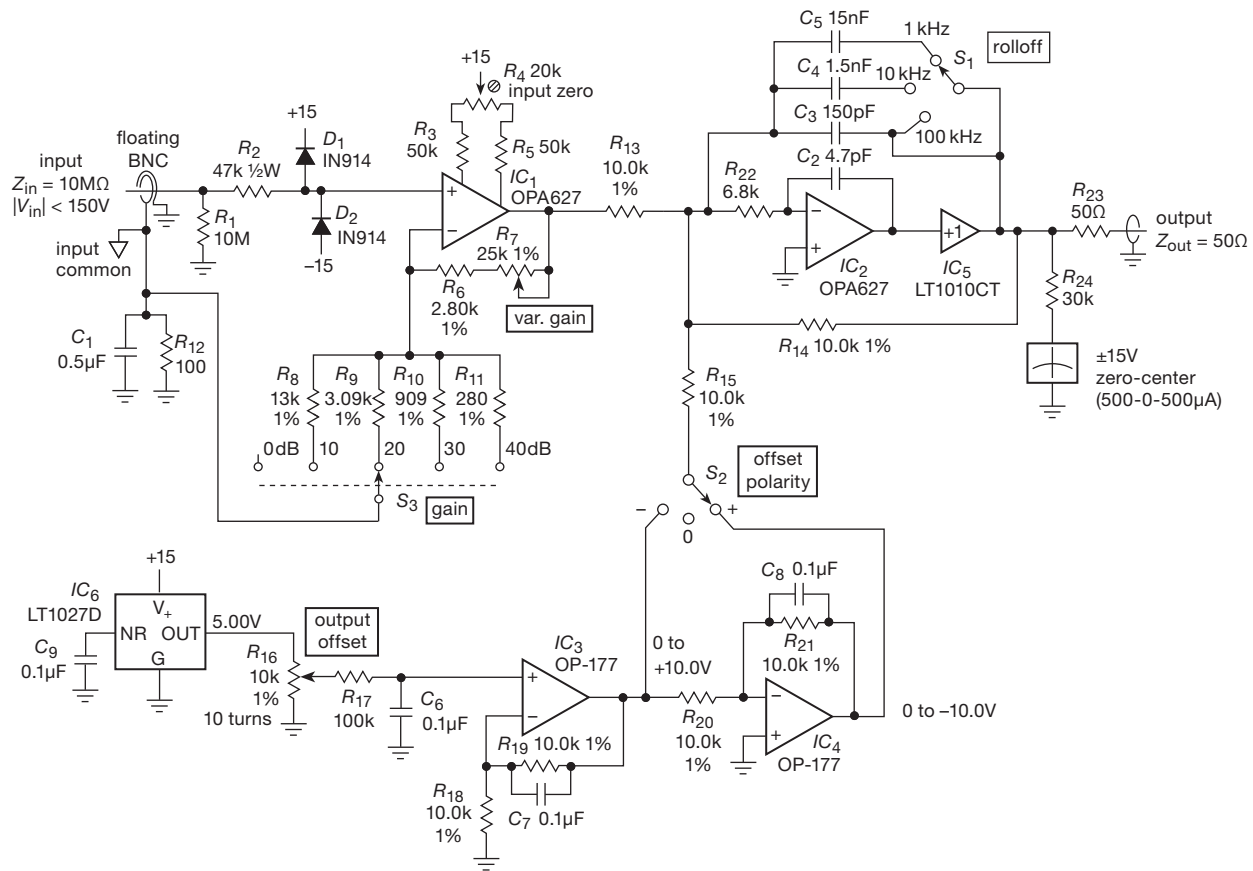 C5 15nF
1 kHz
S1
rolloff
C4 1.5nF
10 kHz
C3 150pF
100 kHz
C2 4.7pF
+15
R4 20k
input zero
R3
50k
R5 50k
floating
BNC
input
Zin = 10MΩ
|Vin| < 150V
R2
47k ½W
+15
D1
IN914
D2
IN914
−15
R1
10M
input
common
+
−
IC1
OPA627
R13
10.0k
1%
R22
6.8k
−
+
IC2
OPA627
+1
IC5
LT1010CT
R23
50Ω
output
Zout = 50Ω
R24
30k
±15V
zero-center
(500-0-500µA)
R7
25k 1%
R6
2.80k
1%
var. gain
C1
0.5µF
R12
100
R8
13k
1%
R9
3.09k
1%
R10
909
1%
R11
280
1%
0dB
10
20
30
40dB
S3
gain
R14 10.0k 1%
R15
10.0k
1%
S2
offset
polarity
−
0
+
+15
IC6
LT1027D
V+
NR
OUT
G
5.00V
C9
0.1µF
output
offset
R16
10k
1%
10 turns
R17
100k
C6
0.1µF
IC3
OP-177
+
−
0 to
+10.0V
R19 10.0k 1%
C7 0.1µF
R18
10.0k
1%
R20
10.0k
1%
C8 0.1µF
R21
10.0k 1%
−
+
IC4
OP-177
0 to −10.0V